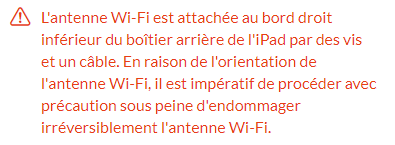 L'antenne Wi-Fi est attachée au bord droit
inférieur du boîtier arrière de l'iPad par des vis
et un câble. En raison de l'orientation de
l'antenne Wi-Fi, il est impératif de procéder avec
précaution sous peine d'endommager
irréversiblement l'antenne Wi-Fi.